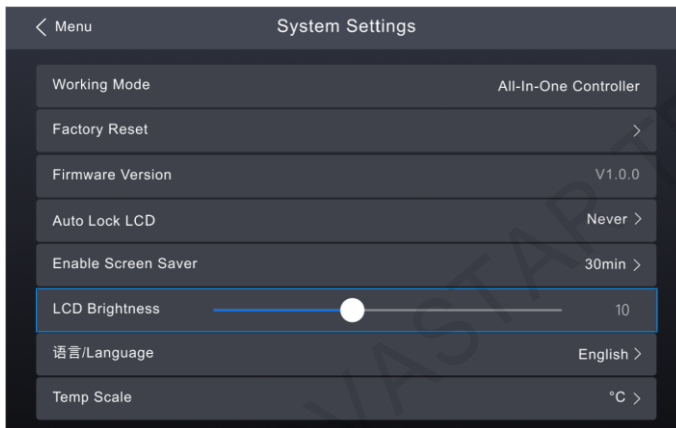 Menu
System Settings
Working Mode All-In-One Controller
Factory Reset
Firmware Version V1.0.0
Auto Lock LCD Never
Enable Screen Saver 30min
LCD Brightness 10
语言/Language English
Temp Scale °C